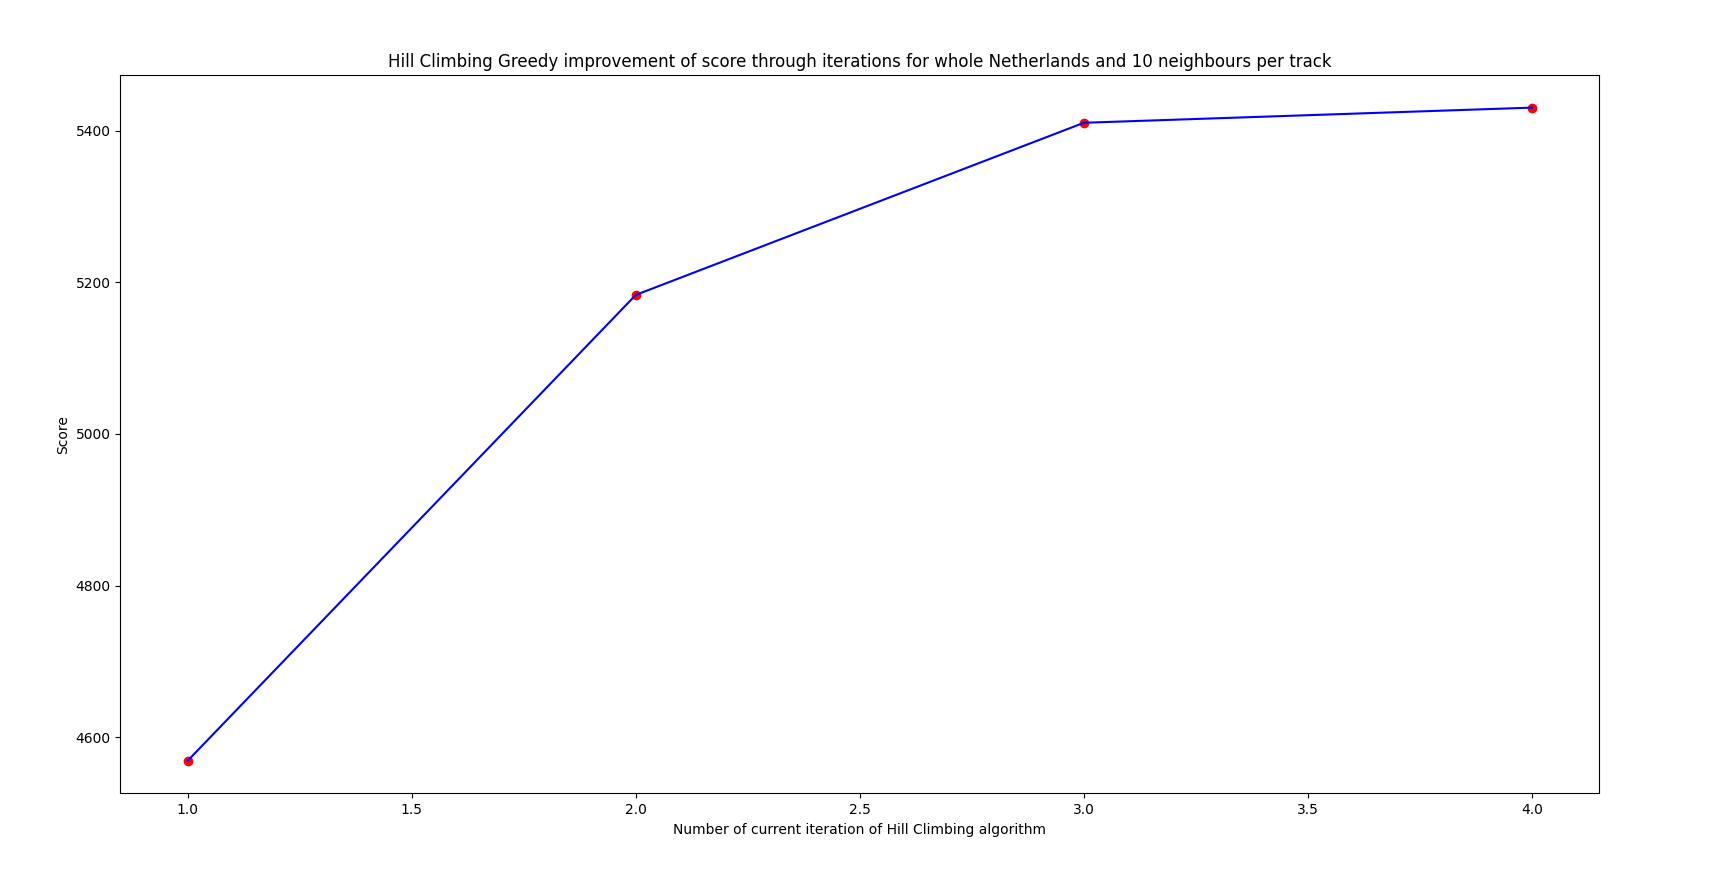 Hill Climbing Greedy improvement of score through iterations for whole Netherlands and 10 neighbours per track
5400
5200
5000
4800
4600
Score
1.0 1.5 2.0 2.5 3.0 3.5 4.0
Number of current iteration of Hill Climbing algorithm